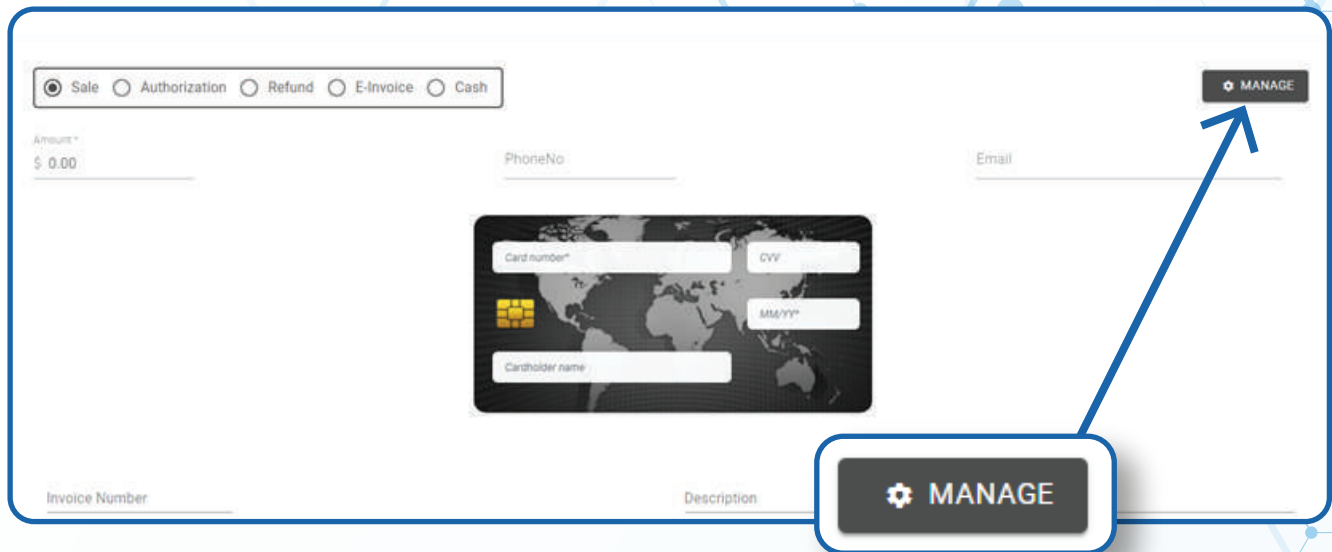 Sale Authorization Refund E-Invoice Cash
MANAGE
Amount*
$ 0.00
PhoneNo
Email
Card number*
CVV
MM/YY*
Cardholder name
Invoice Number
Description
MANAGE